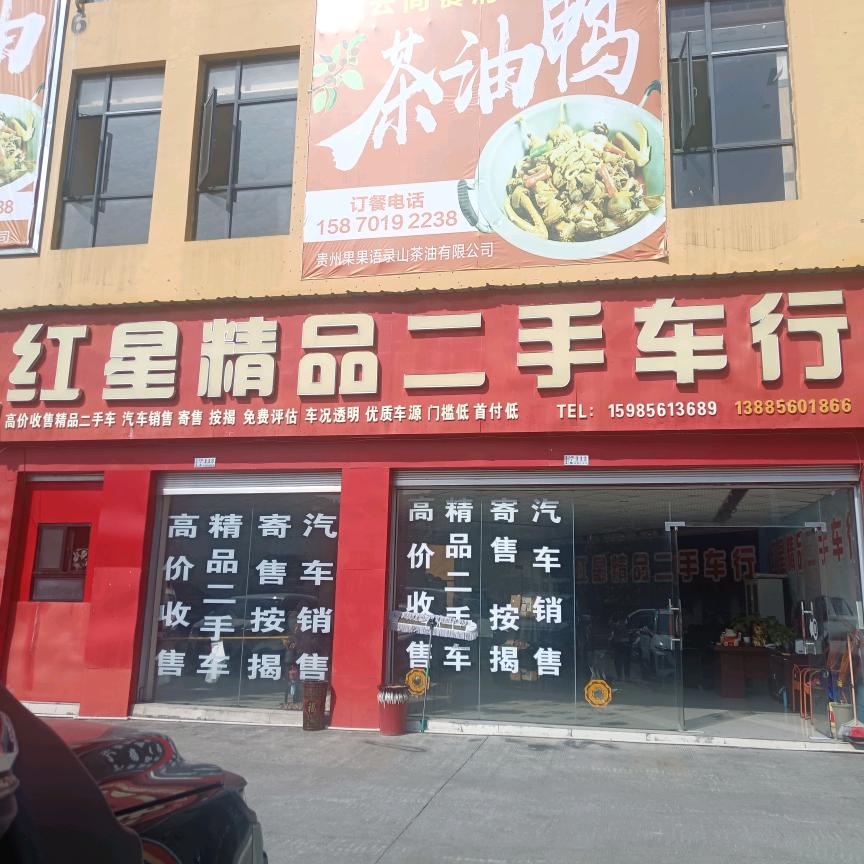 6
茶油鸭
订餐电话
158 7019 2238
贵州果果语录山茶油有限公司
38
公司
红星精品二手车行
高价收售精品二手车 汽车销售 寄售 按揭 免费评估 车况透明 优质车源 门槛低 首付低 TEL: 15985613689 13885601866
高价收售
精品二手车
寄售 按揭
汽车销售
高价收售
精品二手车
寄售 按揭
汽车销售
红星精品二手车行
福